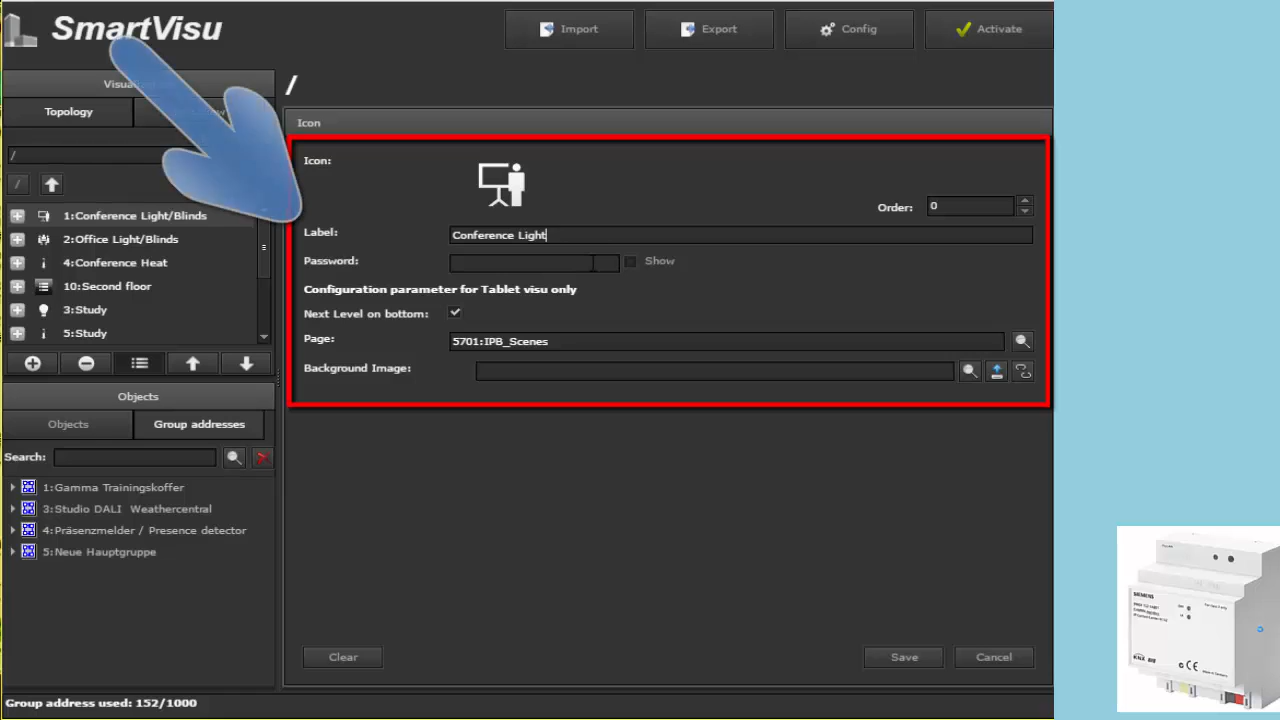 SmartVisu
Import
Export
Config
Activate
Topology
/
/
/
1:Conference Light/Blinds
2:Office Light/Blinds
4:Conference Heat
10:Second floor
3:Study
5:Study
Objects
Objects
Group addresses
Search:
1:Gamma Trainingskoffer
3:Studio DALI Weathercentral
4:Präsenzmelder / Presence detector
5:Neue Hauptgruppe
Icon
Icon:
Order: 0
Label: Conference Light
Password: Show
Configuration parameter for Tablet visu only
Next Level on bottom:
Page: 5701:IPB_Scenes
Background Image:
Clear
Save
Cancel
Group address used: 152/1000
SIEMENS
KNX
CE